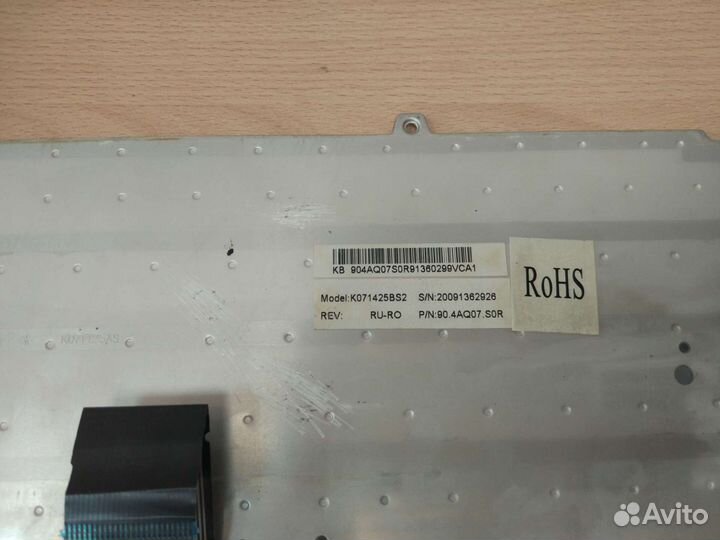 KB 904AQ07S0R91360299VCA1
Model:K071425BS2 S/N:20091362926
REV: RU-RO P/N:90.4AQ07.S0R
RoHS
Avito